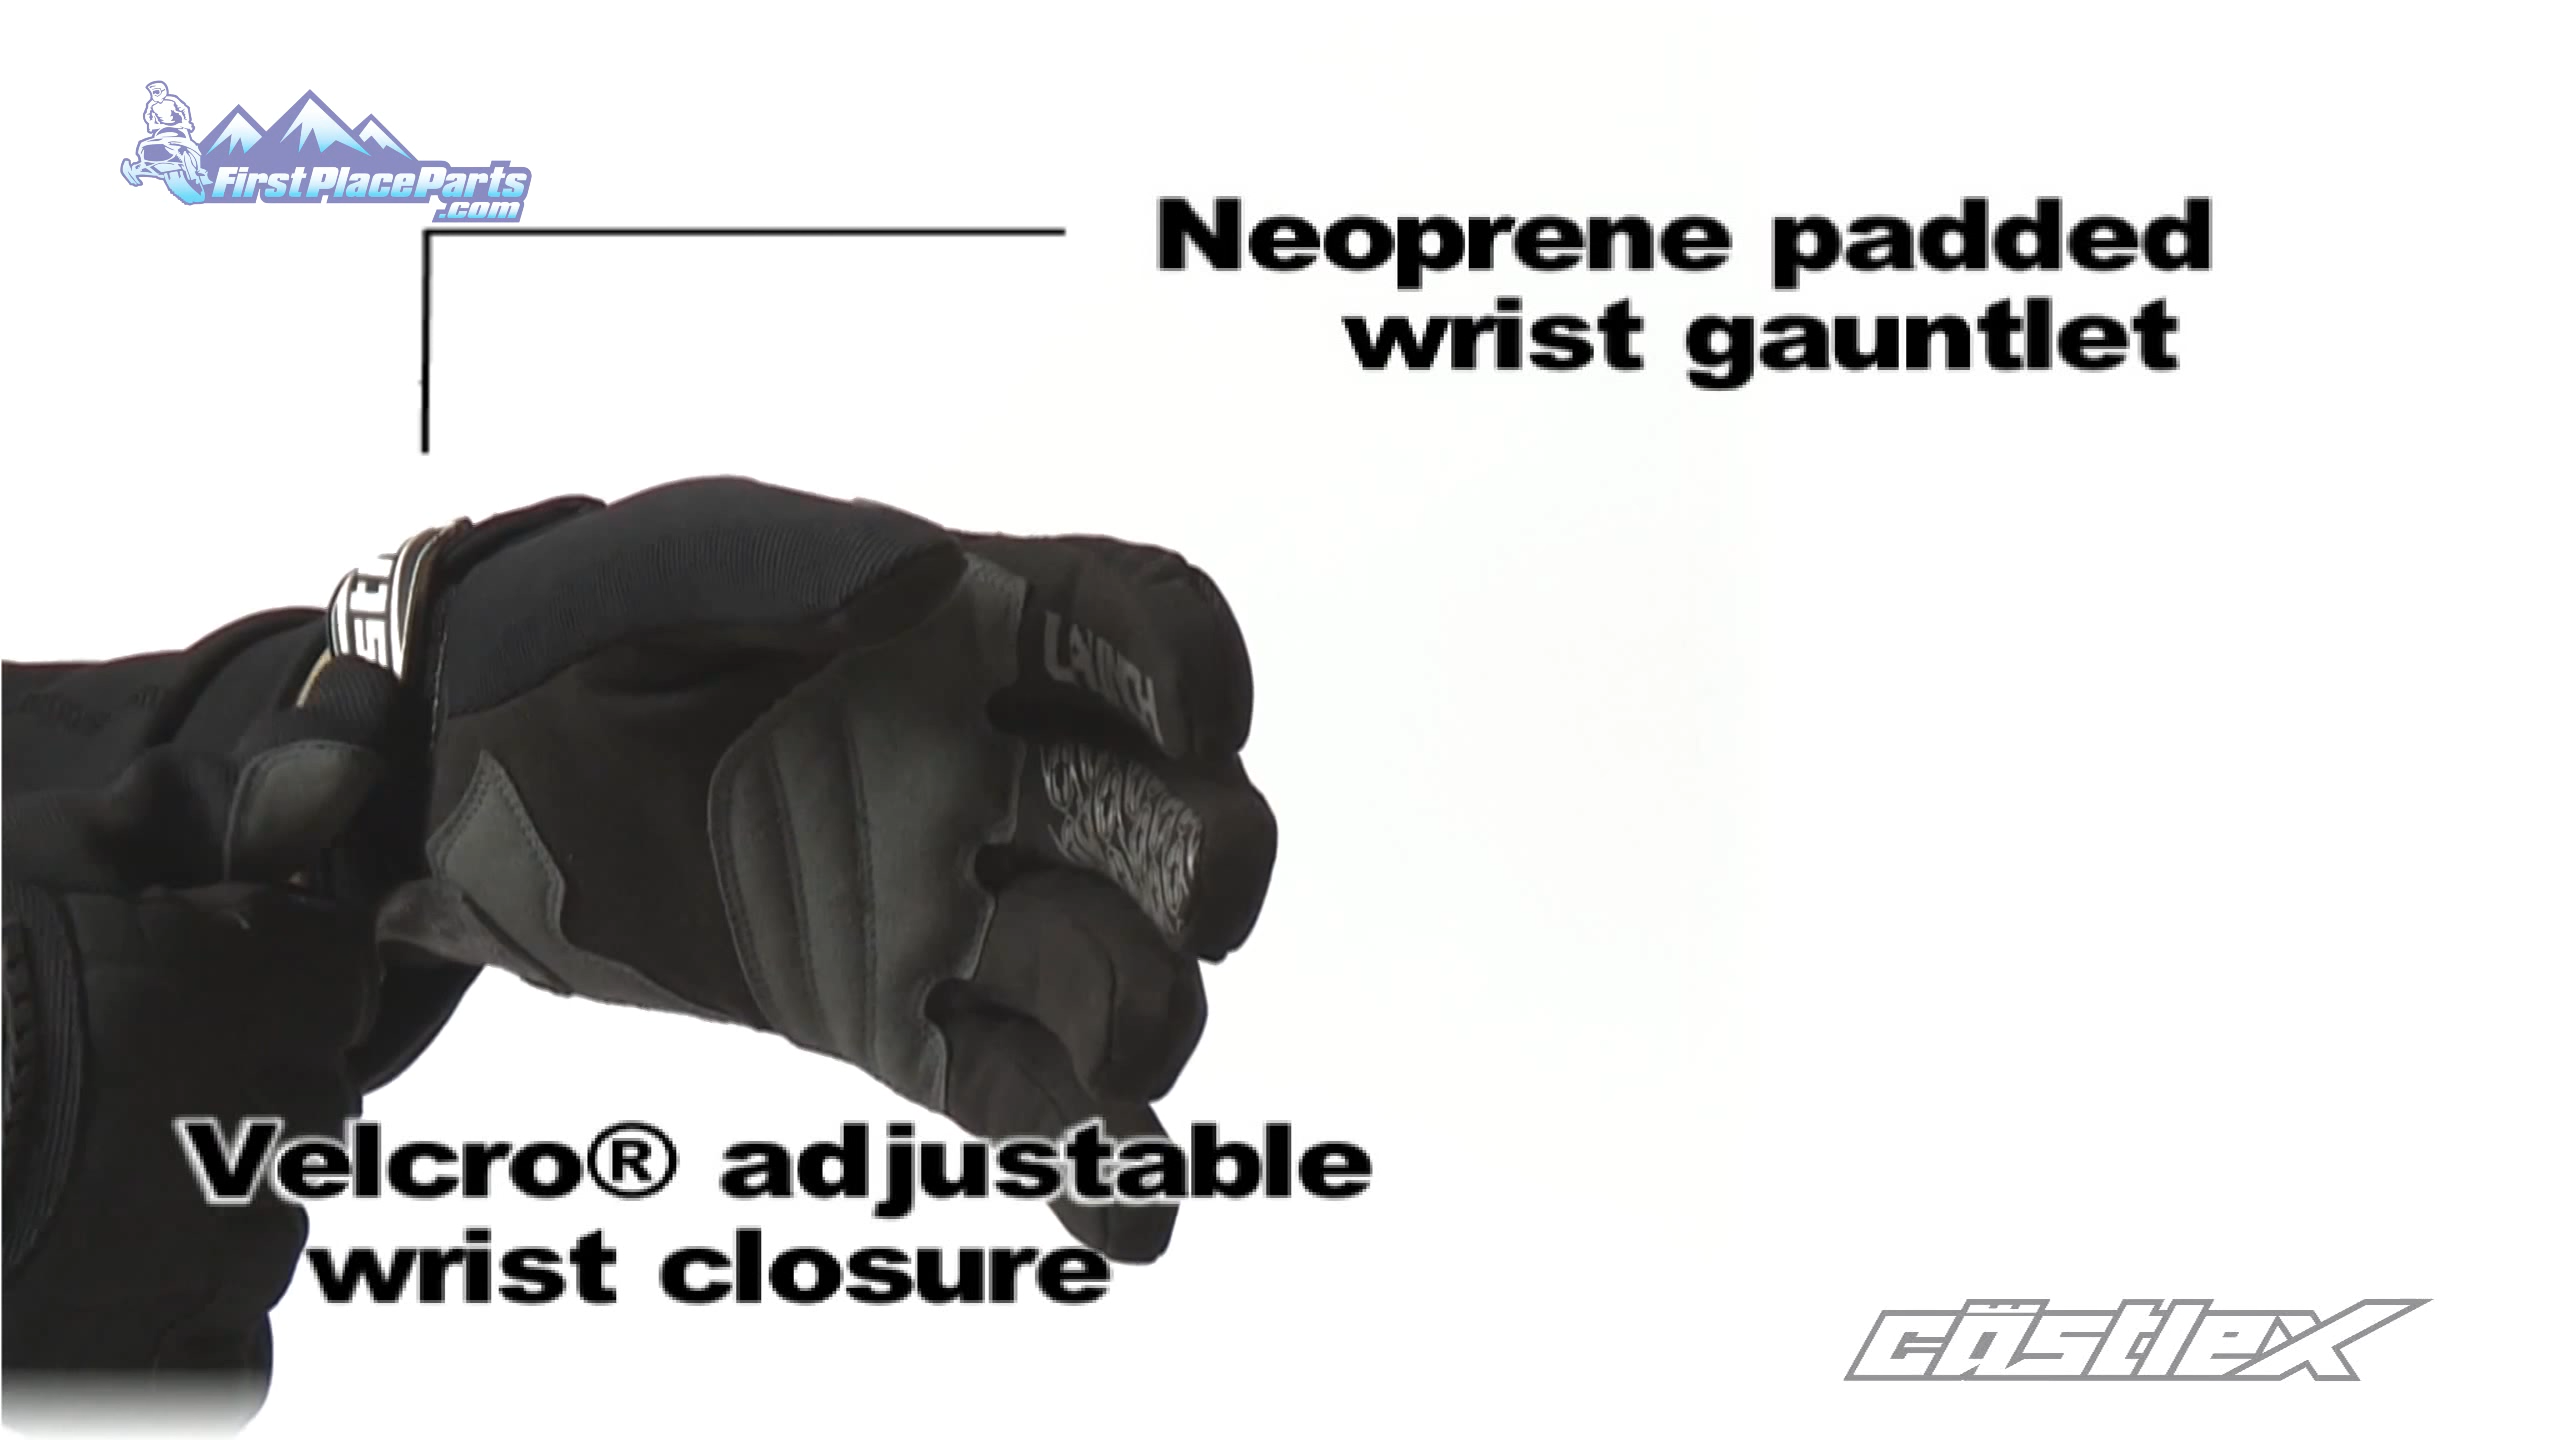 FirstPlaceParts
.com
Neoprene padded
wrist gauntlet
LAUNCH
Velcro® adjustable
wrist closure
castlex